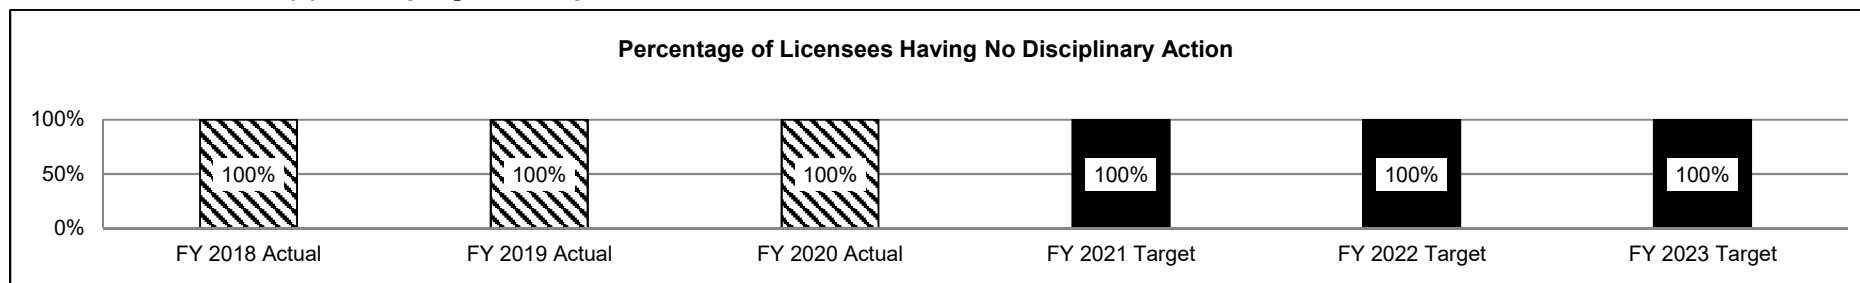 Percentage of Licensees Having No Disciplinary Action
100%
50%
0%
100% 100% 100% 100% 100% 100%
FY 2018 Actual FY 2019 Actual FY 2020 Actual FY 2021 Target FY 2022 Target FY 2023 Target